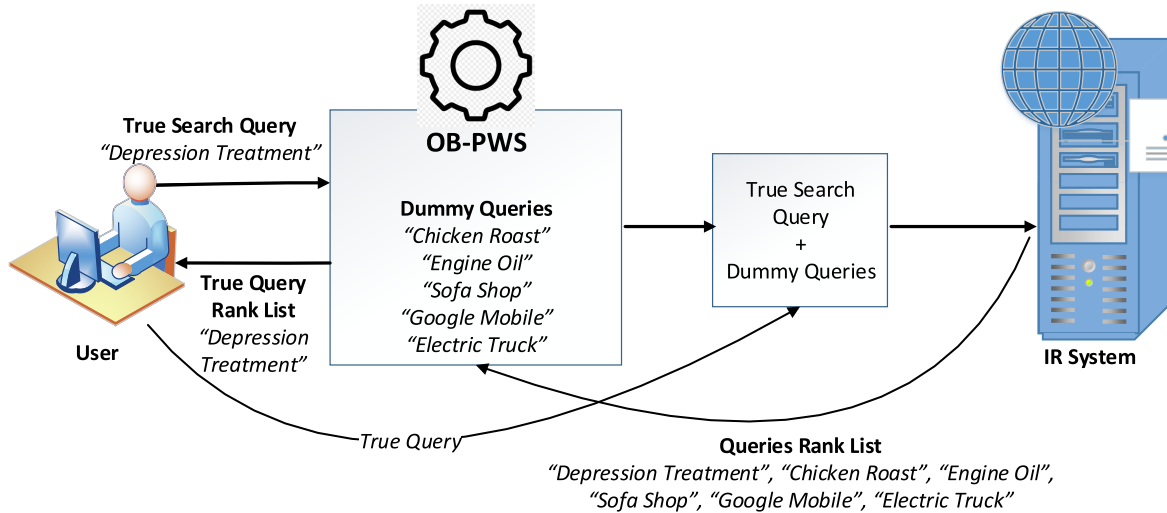 True Search Query
“Depression Treatment”
OB-PWS
Dummy Queries
“Chicken Roast”
“Engine Oil”
“Sofa Shop”
“Google Mobile”
“Electric Truck”
True Query
Rank List
“Depression
Treatment”
User
True Search
Query
+
Dummy Queries
IR System
True Query
Queries Rank List
“Depression Treatment”, “Chicken Roast”, “Engine Oil”,
“Sofa Shop”, “Google Mobile”, “Electric Truck”